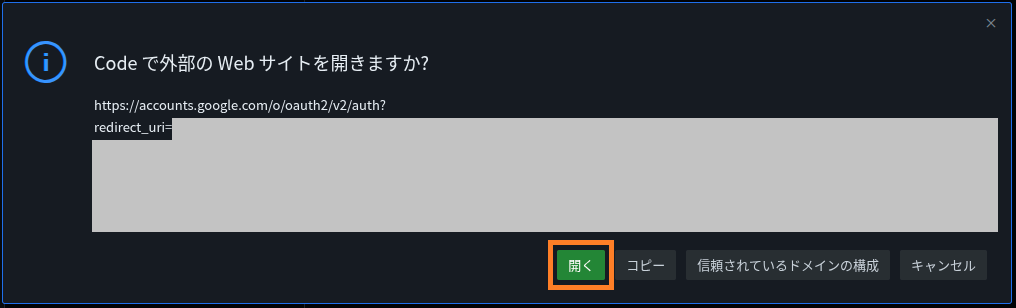 Code で外部の Web サイトを開きますか?
https://accounts.google.com/o/oauth2/v2/auth?
redirect_uri=
開く
コピー
信頼されているドメインの構成
キャンセル